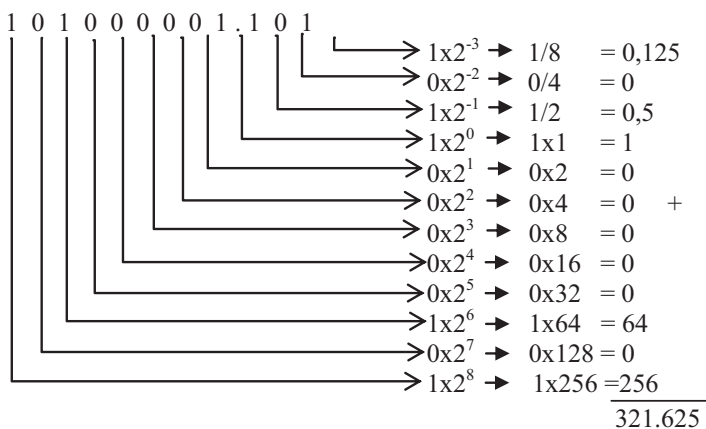 1 0 1 0 0 0 0 0 1 . 1 0 1
1x2⁻³ → 1/8 = 0,125
0x2⁻² → 0/4 = 0
1x2⁻¹ → 1/2 = 0,5
1x2⁰ → 1x1 = 1
0x2¹ → 0x2 = 0
0x2² → 0x4 = 0 +
0x2³ → 0x8 = 0
0x2⁴ → 0x16 = 0
0x2⁵ → 0x32 = 0
1x2⁶ → 1x64 = 64
0x2⁷ → 0x128 = 0
1x2⁸ → 1x256 =256
321.625